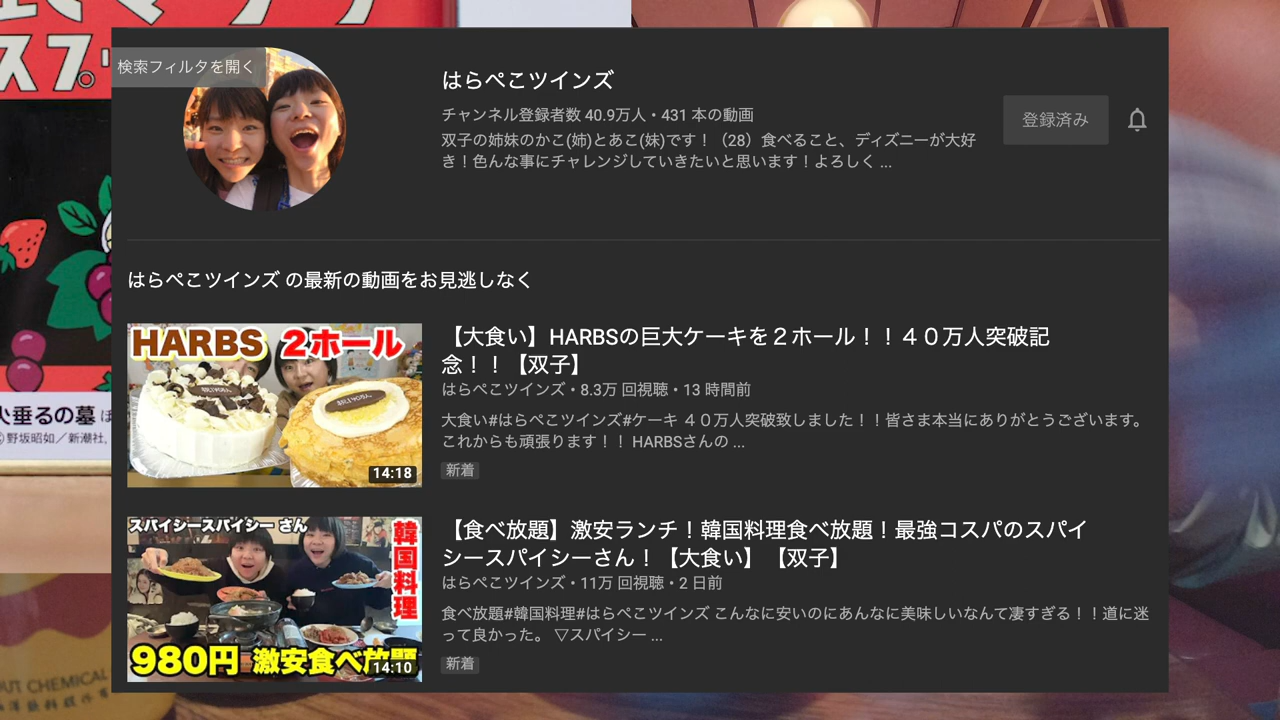 スプ
火垂るの墓
©野坂昭如／新潮社,
UT CHEMICAL
検索フィルタを開く
はらぺこツインズ
チャンネル登録者数 40.9万人・431 本の動画
双子の姉妹のかこ(姉)とあこ(妹)です！（28）食べること、ディズニーが大好
き！色んな事にチャレンジしていきたいと思います！よろしく ...
登録済み
はらぺこツインズ の最新の動画をお見逃しなく
HARBS 2ホール
14:18
【大食い】HARBSの巨大ケーキを２ホール！！４０万人突破記
念！！【双子】
はらぺこツインズ・8.3万 回視聴・13 時間前
大食い#はらぺこツインズ#ケーキ ４０万人突破致しました！！皆さま本当にありがとうございます。
これからも頑張ります！！ HARBSさんの ...
新着
スパイシースパイシー さん
韓国料理
980円 激安食べ放題
14:10
【食べ放題】激安ランチ！韓国料理食べ放題！最強コスパのスパイ
シースパイシーさん！【大食い】【双子】
はらぺこツインズ・11万 回視聴・2 日前
食べ放題#韓国料理#はらぺこツインズ こんなに安いのにあんなに美味しいなんて凄すぎる！！道に迷
って良かった。 ▽スパイシー ...
新着